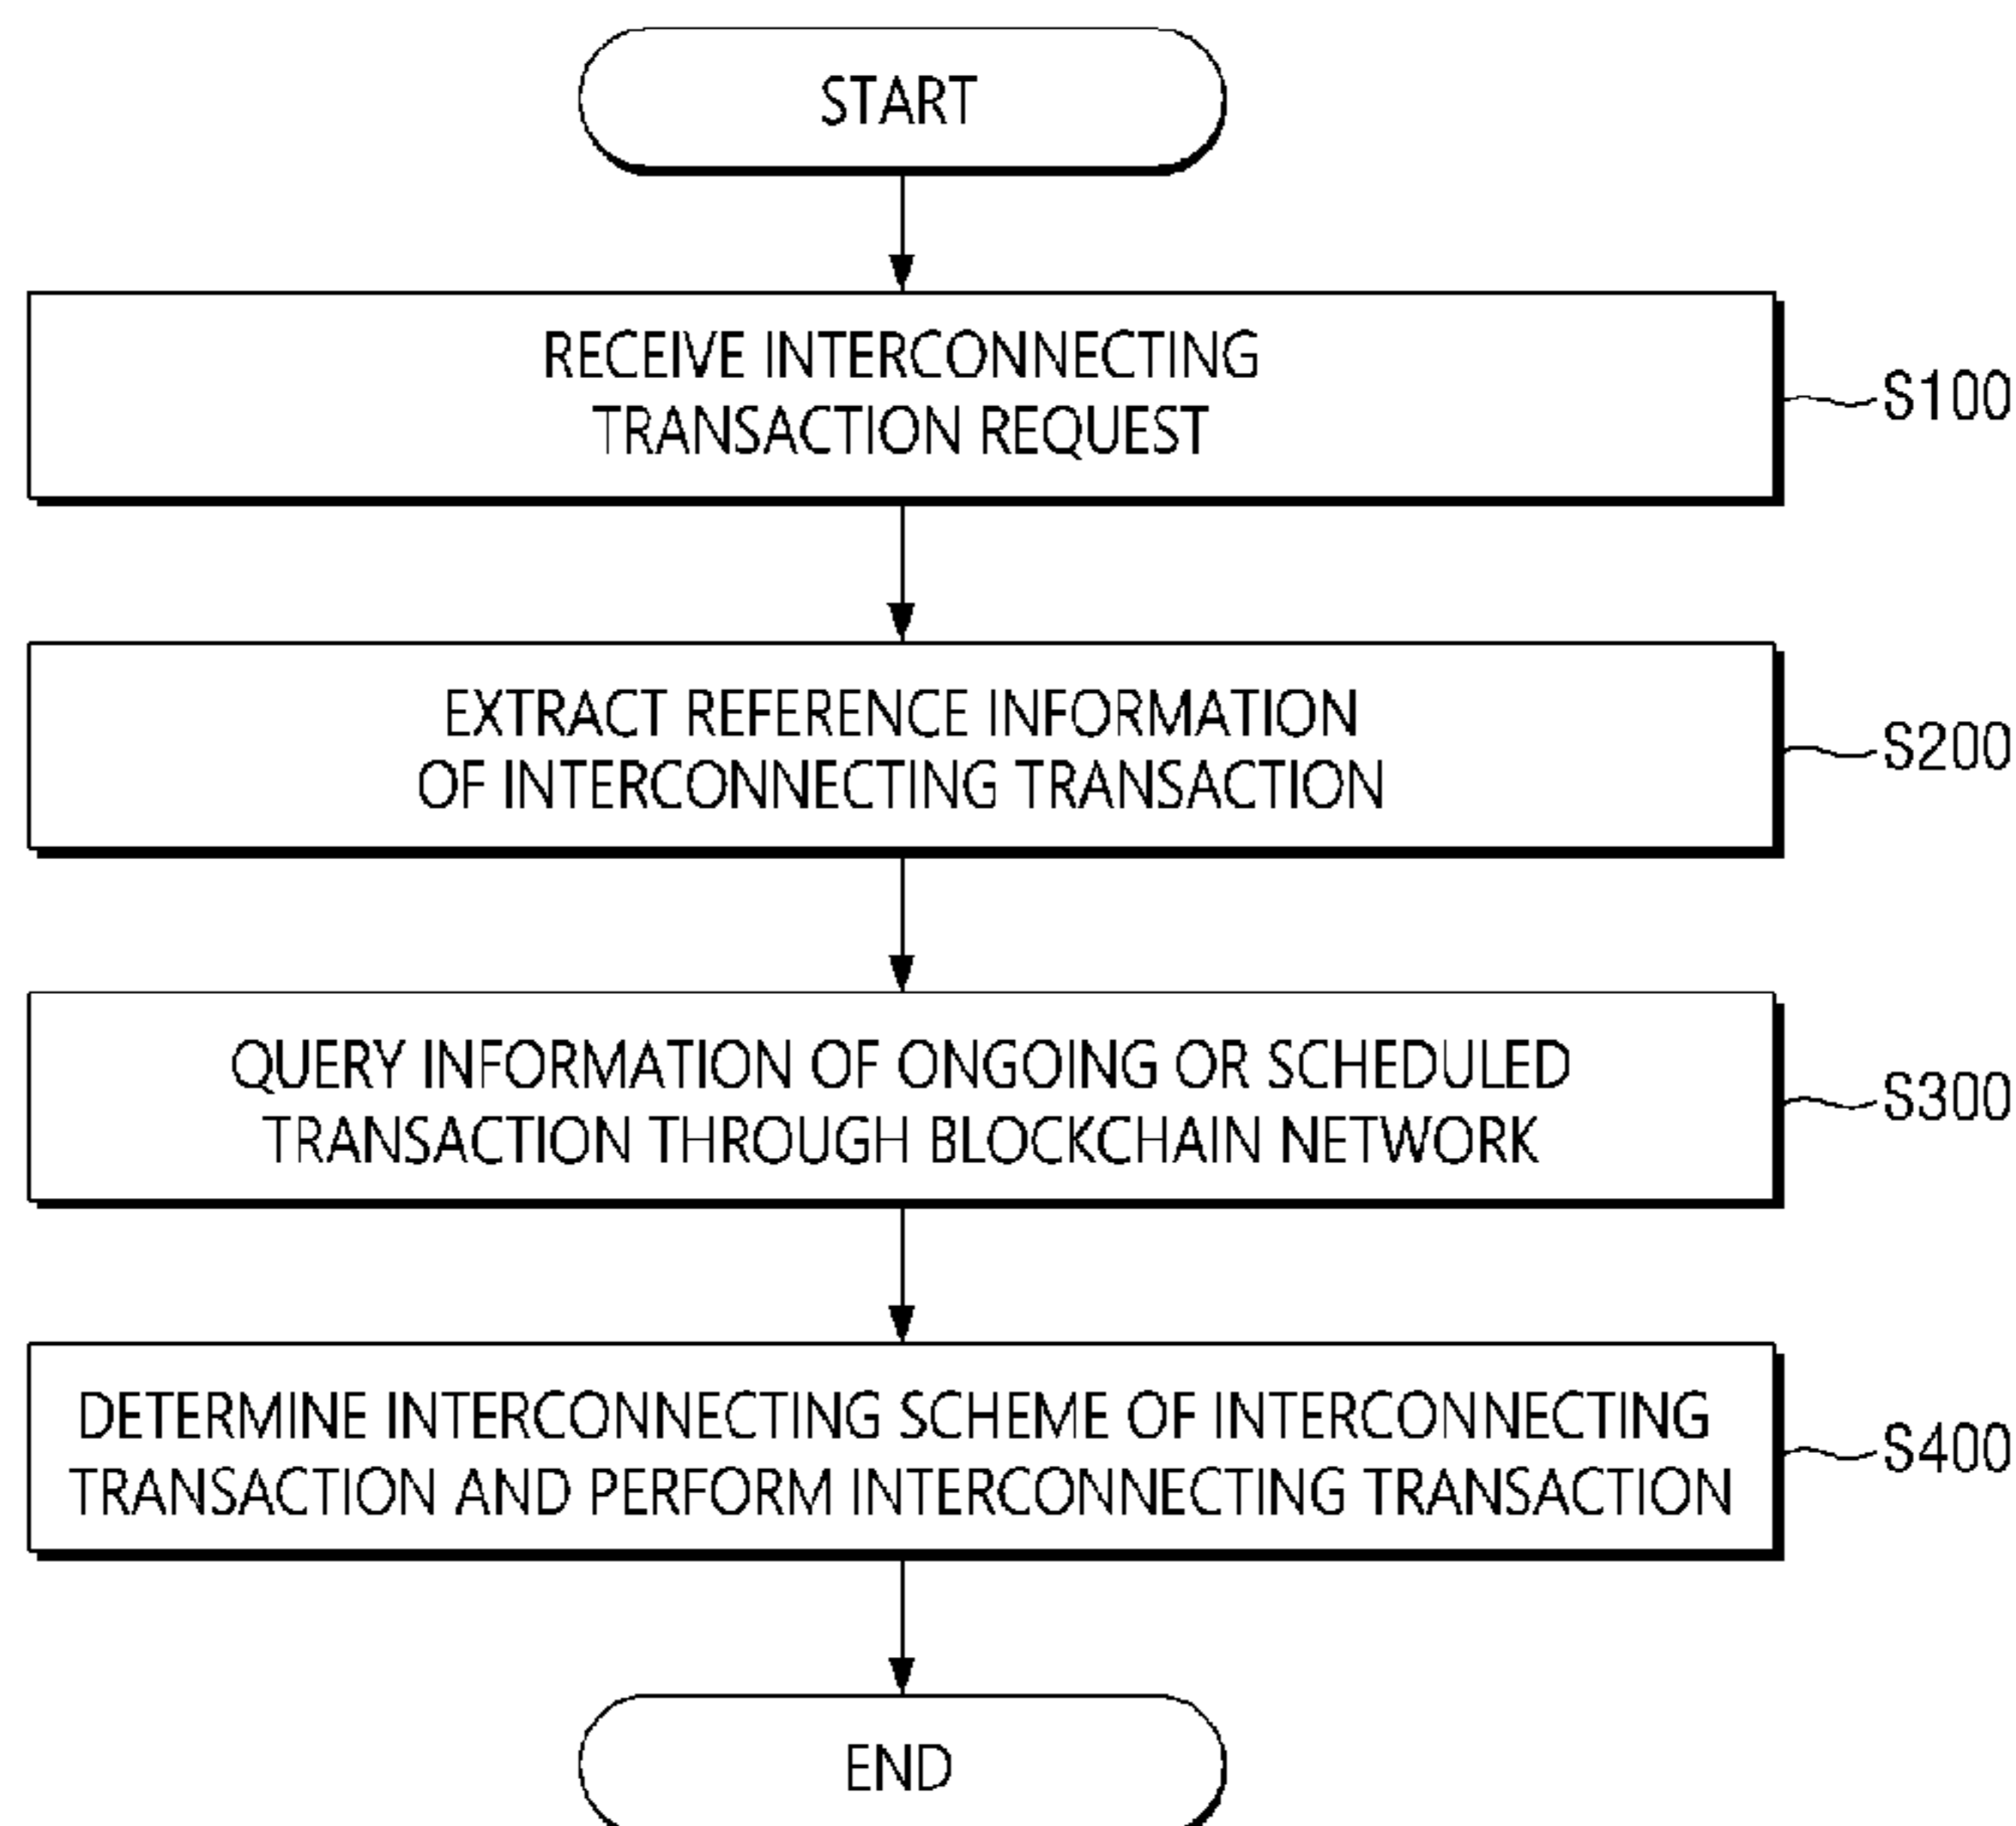 START
RECEIVE INTERCONNECTING
TRANSACTION REQUEST
S100
EXTRACT REFERENCE INFORMATION
OF INTERCONNECTING TRANSACTION
S200
QUERY INFORMATION OF ONGOING OR SCHEDULED
TRANSACTION THROUGH BLOCKCHAIN NETWORK
S300
DETERMINE INTERCONNECTING SCHEME OF INTERCONNECTING
TRANSACTION AND PERFORM INTERCONNECTING TRANSACTION
S400
END